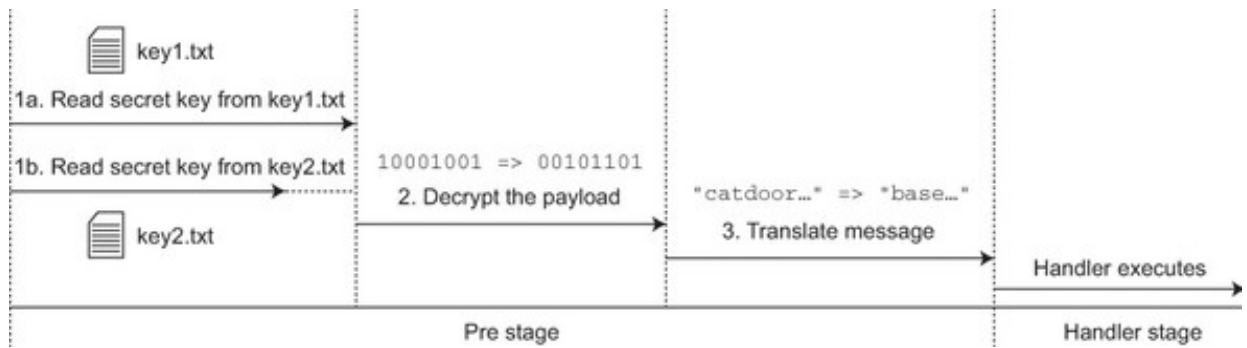 key1.txt
1a. Read secret key from key1.txt
1b. Read secret key from key2.txt
key2.txt
10001001 => 00101101
2. Decrypt the payload
"catdoor…" => "base…"
3. Translate message
Handler executes
Pre stage
Handler stage